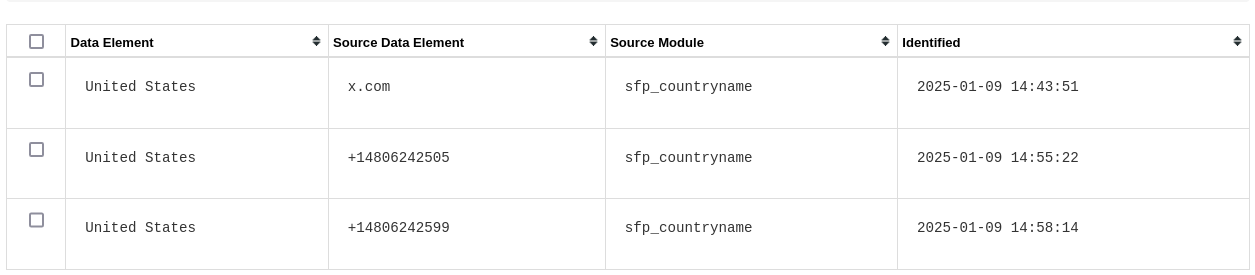 Data Element Source Data Element Source Module Identified
United States x.com sfp_countryname 2025-01-09 14:43:51
United States +14806242505 sfp_countryname 2025-01-09 14:55:22
United States +14806242599 sfp_countryname 2025-01-09 14:58:14